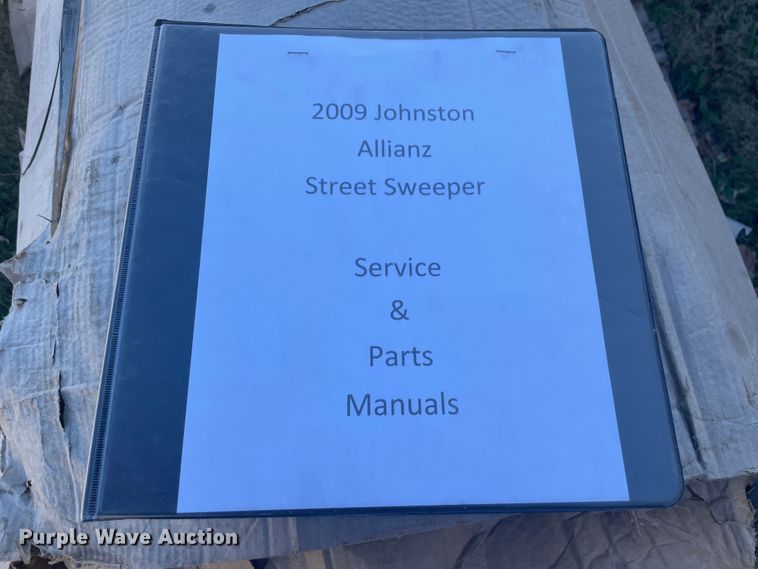 2009 Johnston
Allianz
Street Sweeper
Service
&
Parts
Manuals
Purple Wave Auction